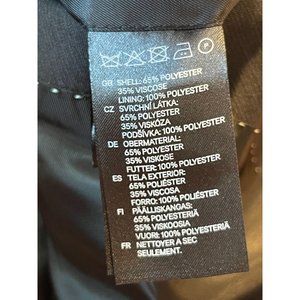 P
GB SHELL: 65% POLYESTER
35% VISCOSE
LINING: 100% POLYESTER
CZ SVRCHNÍ LÁTKA:
65% POLYESTER
35% VISKÓZA
PODŠÍVKA: 100% POLYESTER
DE OBERMATERIAL:
65% POLYESTER
35% VISKOSE
FUTTER: 100% POLYESTER
ES TELA EXTERIOR:
65% POLIÉSTER
35% VISCOSA
FORRO: 100% POLIÉSTER
FI PÄÄLLISKANGAS:
65% POLYESTERIÄ
35% VISKOOSIA
VUORI: 100% POLYESTERIÄ
FR NETTOYER A SEC
SEULEMENT.